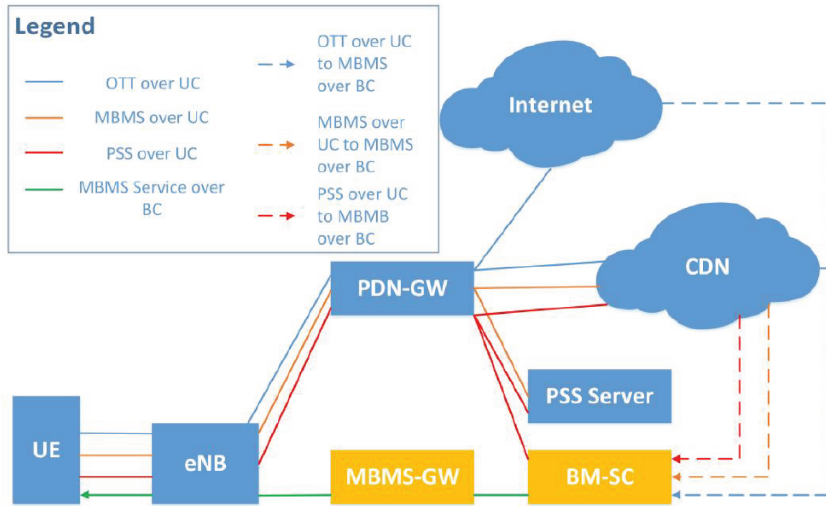 Legend
OTT over UC
MBMS over UC
PSS over UC
MBMS Service over
BC
OTT over UC
to MBMS
over BC
MBMS over
UC to MBMS
over BC
PSS over UC
to MBMB
over BC
Internet
CDN
PDN-GW
PSS Server
UE
eNB
MBMS-GW
BM-SC